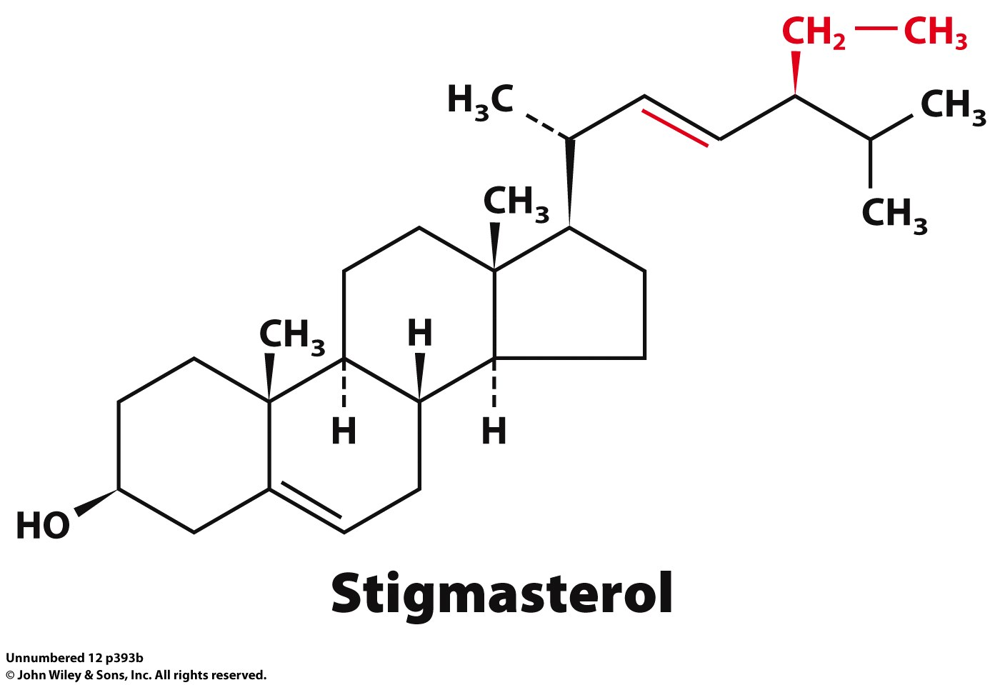 CH₂—CH₃
H₃C
CH₃
CH₃
CH₃
CH₃
H
H
H
HO
Stigmasterol
Unnumbered 12 p393b
© John Wiley & Sons, Inc. All rights reserved.